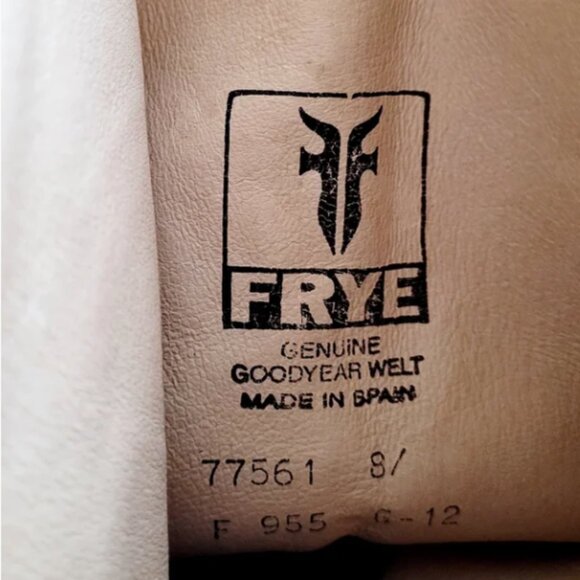 FRYE
GENUINE
GOODYEAR WELT
MADE IN SPAIN
77561 8/
F 955 6-12